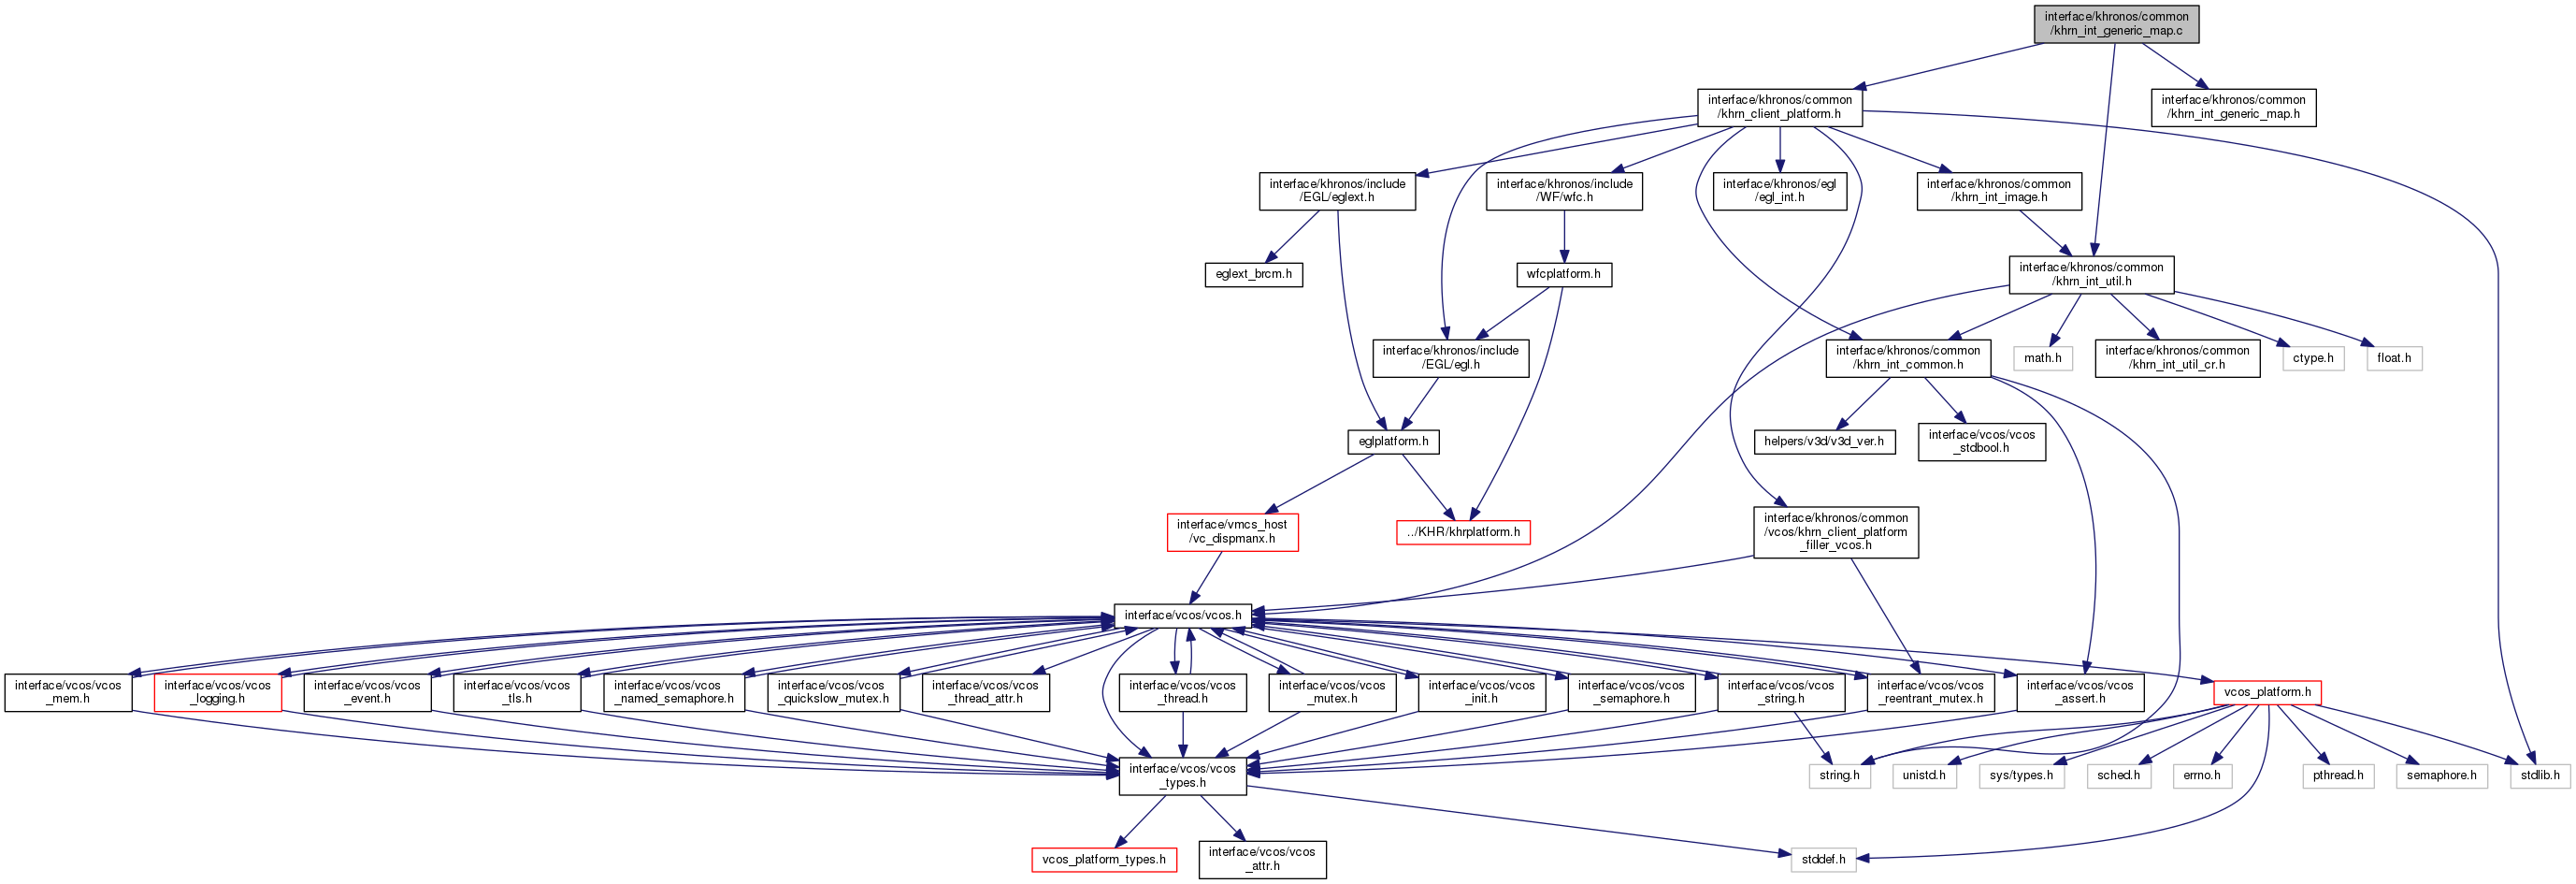 interface/khronos/common
/khrn_int_generic_map.c
interface/khronos/common
/khrn_client_platform.h
interface/khronos/common
/khrn_int_generic_map.h
interface/khronos/include
/EGL/eglext.h
interface/khronos/include
/WF/wfc.h
interface/khronos/egl
/egl_int.h
interface/khronos/common
/khrn_int_image.h
eglext_brcm.h
wfcplatform.h
interface/khronos/common
/khrn_int_util.h
interface/khronos/include
/EGL/egl.h
interface/khronos/common
/khrn_int_common.h
math.h
interface/khronos/common
/khrn_int_util_cr.h
ctype.h
float.h
eglplatform.h
helpers/v3d/v3d_ver.h
interface/vcos/vcos
_stdbool.h
interface/vmcs_host
/vc_dispmanx.h
../KHR/khrplatform.h
interface/khronos/common
/vcos/khrn_client_platform
_filler_vcos.h
interface/vcos/vcos.h
interface/vcos/vcos
_mem.h
interface/vcos/vcos
_logging.h
interface/vcos/vcos
_event.h
interface/vcos/vcos
_tls.h
interface/vcos/vcos
_named_semaphore.h
interface/vcos/vcos
_quickslow_mutex.h
interface/vcos/vcos
_thread_attr.h
interface/vcos/vcos
_thread.h
interface/vcos/vcos
_mutex.h
interface/vcos/vcos
_init.h
interface/vcos/vcos
_semaphore.h
interface/vcos/vcos
_string.h
interface/vcos/vcos
_reentrant_mutex.h
interface/vcos/vcos
_assert.h
vcos_platform.h
interface/vcos/vcos
_types.h
string.h
unistd.h
sys/types.h
sched.h
errno.h
pthread.h
semaphore.h
stdlib.h
vcos_platform_types.h
interface/vcos/vcos
_attr.h
stddef.h